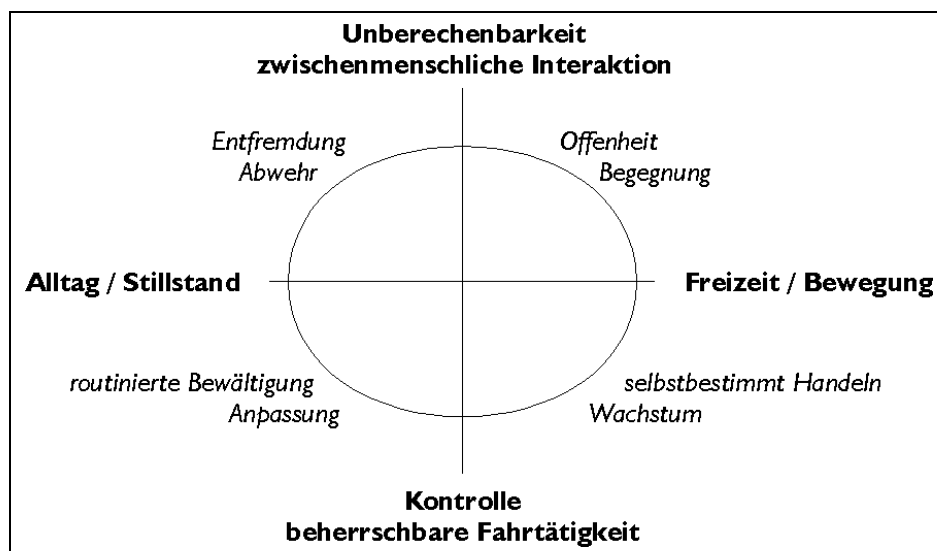 Unberechenbarkeit
zwischenmenschliche Interaktion
Entfremdung
Abwehr
Offenheit
Begegnung
Alltag / Stillstand
Freizeit / Bewegung
routinierte Bewältigung
Anpassung
selbstbestimmt Handeln
Wachstum
Kontrolle
beherrschbare Fahrtätigkeit